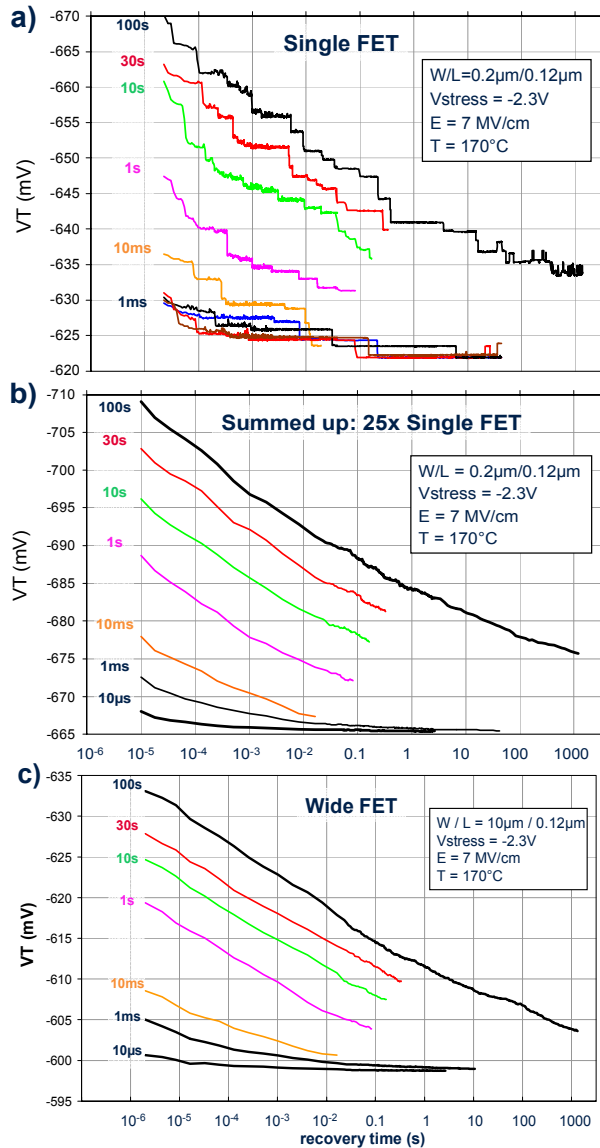 a)
Single FET
W/L=0.2µm/0.12µm
Vstress = -2.3V
E = 7 MV/cm
T = 170°C
100s
30s
10s
1s
10ms
1ms
VT (mV)
-670
-665
-660
-655
-650
-645
-640
-635
-630
-625
-620
b)
Summed up: 25x Single FET
W/L = 0.2µm/0.12µm
Vstress = -2.3V
E = 7 MV/cm
T = 170°C
100s
30s
10s
1s
10ms
1ms
10µs
VT (mV)
-710
-705
-700
-695
-690
-685
-680
-675
-670
-665
10-6 10-5 10-4 10-3 10-2 0.1 1 10 100 1000
c)
Wide FET
W / L = 10µm / 0.12µm
Vstress = -2.3V
E = 7 MV/cm
T = 170°C
100s
30s
10s
1s
10ms
1ms
10µs
VT (mV)
-635
-630
-625
-620
-615
-610
-605
-600
-595
10-6 10-5 10-4 10-3 10-2 0.1 1 10 100 1000
recovery time (s)